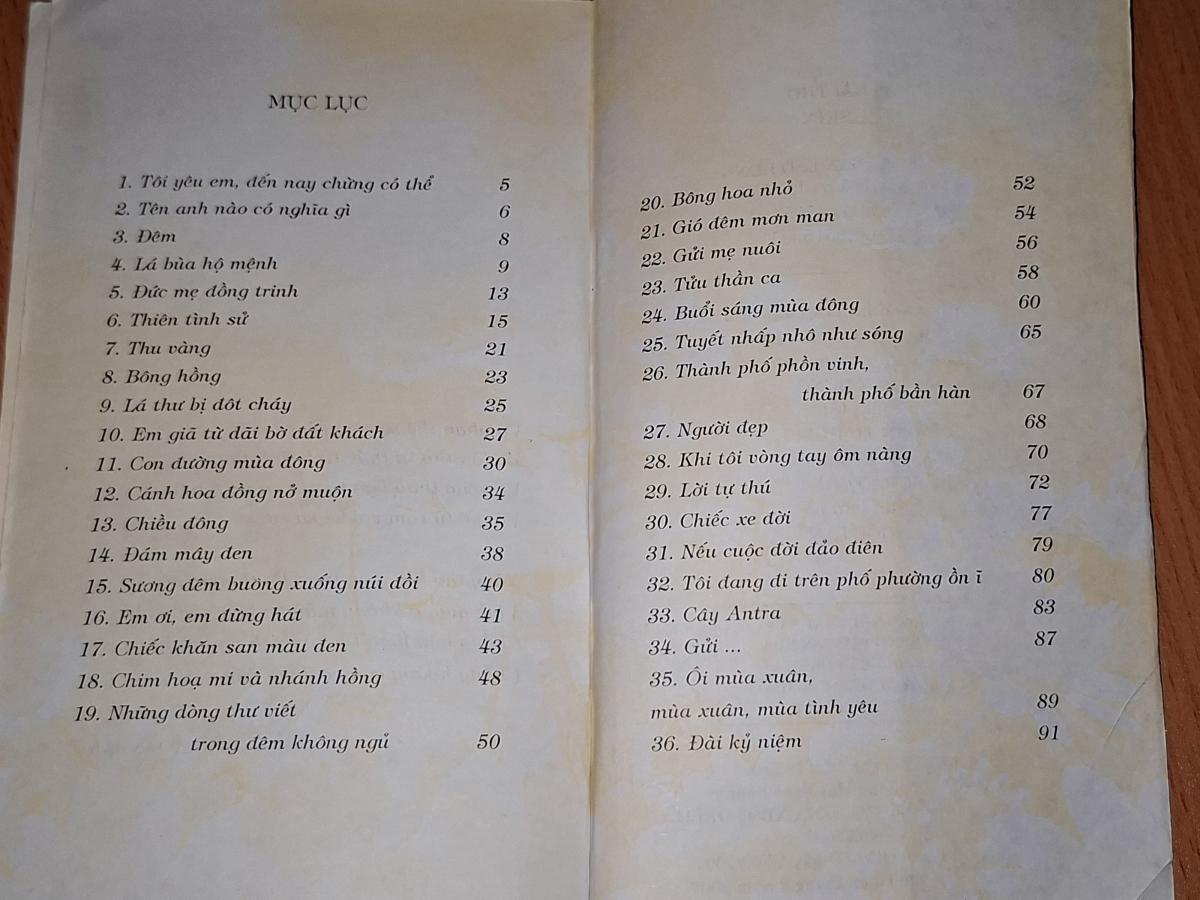 MỤC LỤC
1. Tôi yêu em, đến nay chừng có thể 5
2. Tên anh nào có nghĩa gì 6
3. Đêm 8
4. Lá bùa hộ mệnh 9
5. Đức mẹ đồng trinh 13
6. Thiên tình sử 15
7. Thu vàng 21
8. Bông hồng 23
9. Lá thư bị đôt cháy 25
10. Em giã từ dãi bờ đất khách 27
11. Con đường mùa đông 30
12. Cánh hoa đồng nở muộn 34
13. Chiều đông 35
14. Đám mây đen 38
15. Sương đêm buông xuống núi đồi 40
16. Em ơi, em đừng hát 41
17. Chiếc khăn san màu đen 43
18. Chim hoạ mi và nhánh hồng 48
19. Những dòng thư viết
trong đêm không ngủ 50
20. Bông hoa nhỏ 52
21. Gió đêm mơn man 54
22. Gửi mẹ nuôi 56
23. Tửu thần ca 58
24. Buổi sáng mùa đông 60
25. Tuyết nhấp nhô như sóng 65
26. Thành phố phồn vinh,
thành phố bần hàn 67
27. Người đẹp 68
28. Khi tôi vòng tay ôm nàng 70
29. Lời tự thú 72
30. Chiếc xe đời 77
31. Nếu cuộc đời đảo điên 79
32. Tôi đang đi trên phố phường ồn ĩ 80
33. Cây Antra 83
34. Gửi ... 87
35. Ôi mùa xuân,
mùa xuân, mùa tình yêu 89
36. Đài kỷ niệm 91